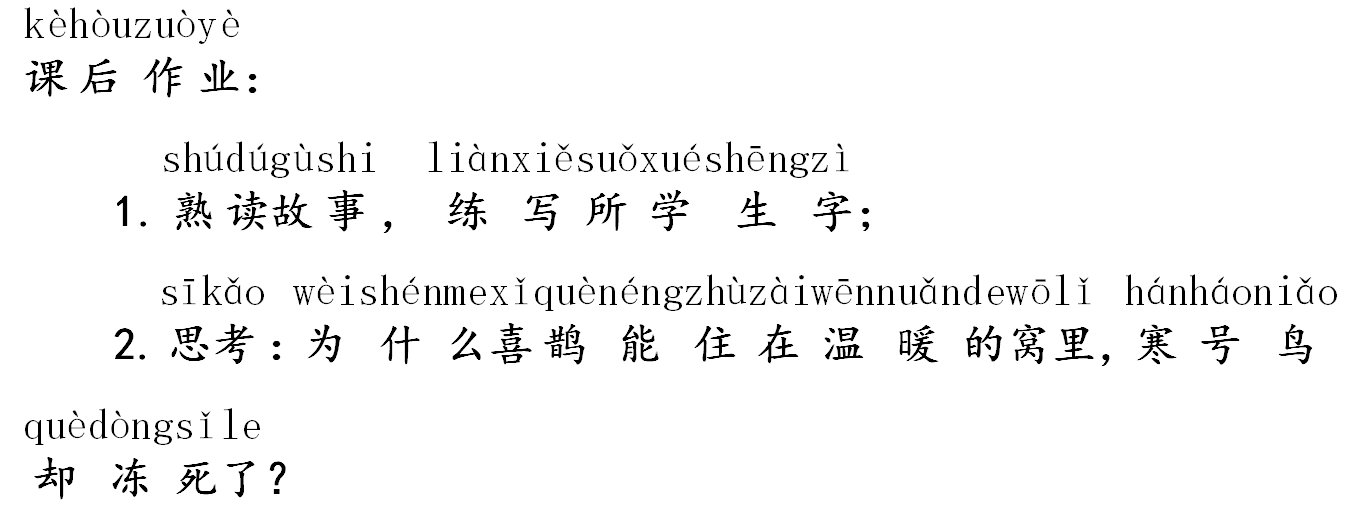 kèhòuzuòyè
课后作业：
shúdúgùshi liànxiěsuǒxuéshēngzì
1. 熟读故事，练写所学生字；
sīkǎo wèishénmexǐquènéngzhùzàiwēnnuǎndewōlǐ hánháoniǎo
2. 思考：为什么喜鹊能住在温暖的窝里，寒号鸟
quèdòngsǐle
却冻死了？